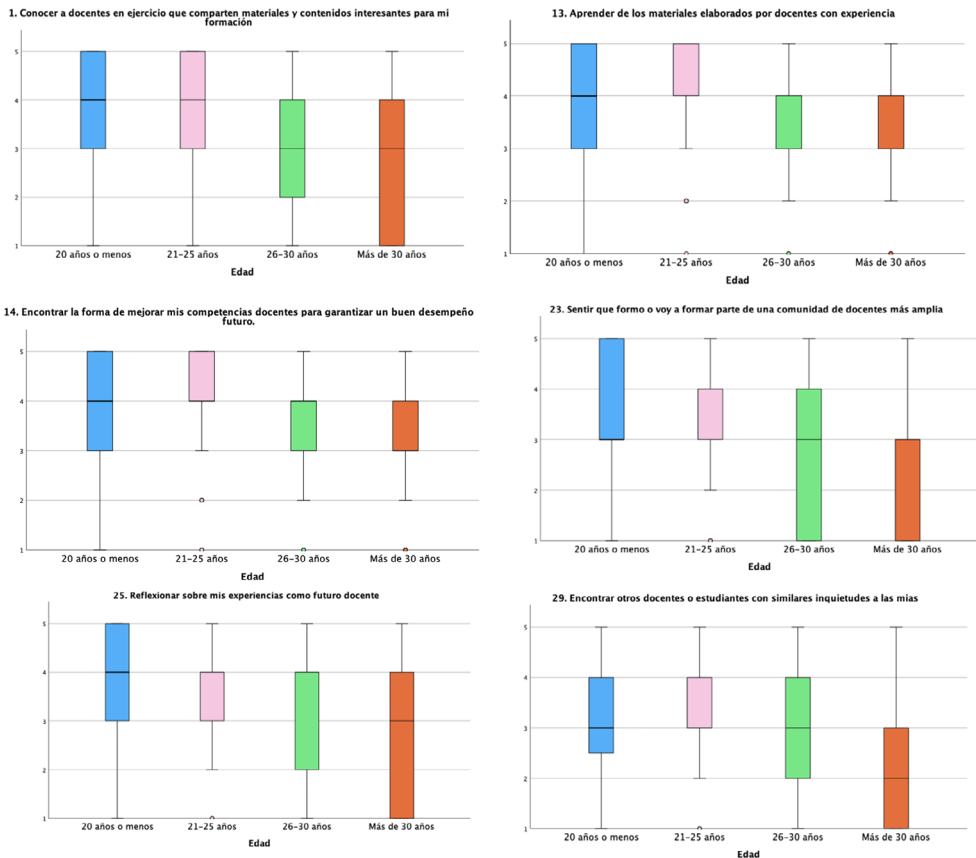 1. Conocer a docentes en ejercicio que comparten materiales y contenidos interesantes para mi
formación
5
4
3
2
1
20 años o menos
21-25 años
26-30 años
Más de 30 años
Edad
13. Aprender de los materiales elaborados por docentes con experiencia
5
4
3
2
1
20 años o menos
21-25 años
26-30 años
Más de 30 años
Edad
14. Encontrar la forma de mejorar mis competencias docentes para garantizar un buen desempeño
futuro.
5
4
3
2
1
20 años o menos
21-25 años
26-30 años
Más de 30 años
Edad
23. Sentir que formo o voy a formar parte de una comunidad de docentes más amplia
5
4
3
2
1
20 años o menos
21-25 años
26-30 años
Más de 30 años
Edad
25. Reflexionar sobre mis experiencias como futuro docente
5
4
3
2
1
20 años o menos
21-25 años
26-30 años
Más de 30 años
Edad
29. Encontrar otros docentes o estudiantes con similares inquietudes a las mias
5
4
3
2
1
20 años o menos
21-25 años
26-30 años
Más de 30 años
Edad